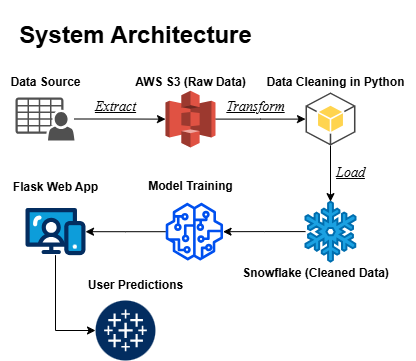 System Architecture
Data Source
AWS S3 (Raw Data)
Data Cleaning in Python
Extract
Transform
Load
Flask Web App
Model Training
Snowflake (Cleaned Data)
User Predictions